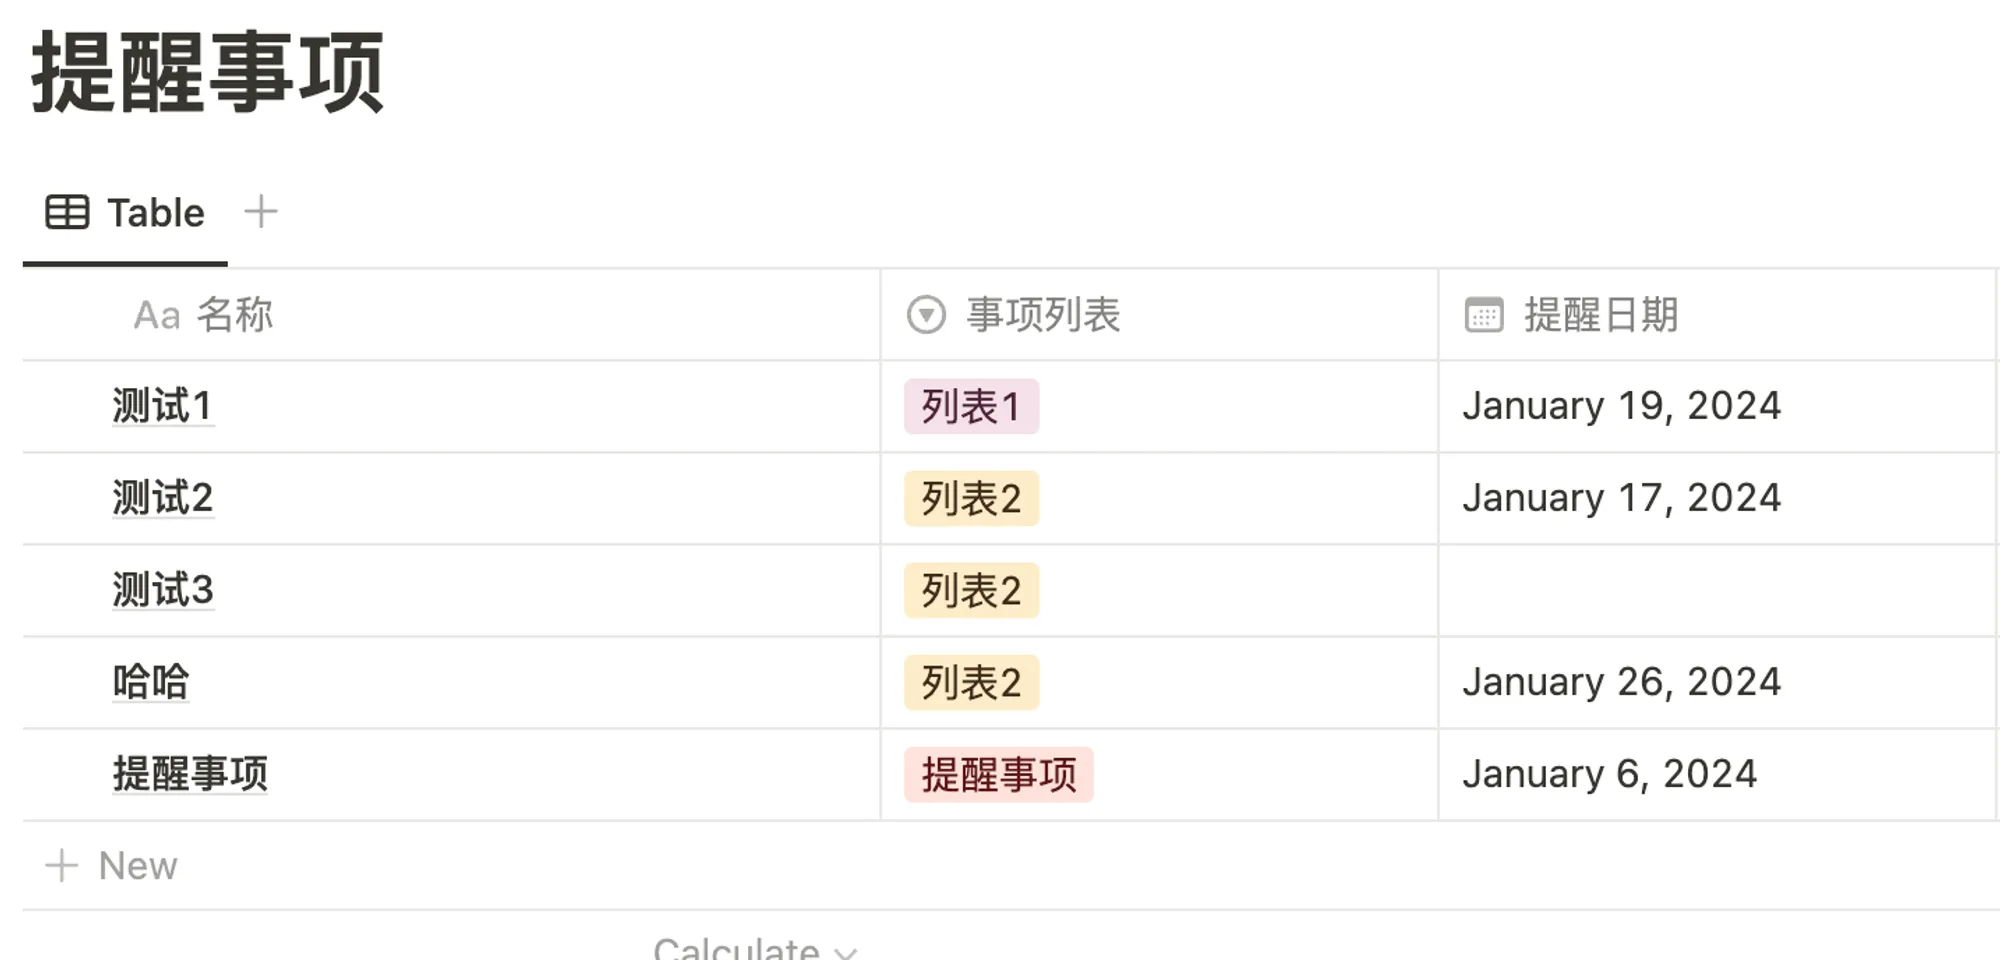 提醒事项
Table
Aa 名称 事项列表 提醒日期
测试1 列表1 January 19, 2024
测试2 列表2 January 17, 2024
测试3 列表2
哈哈 列表2 January 26, 2024
提醒事项 提醒事项 January 6, 2024
New
Calculate